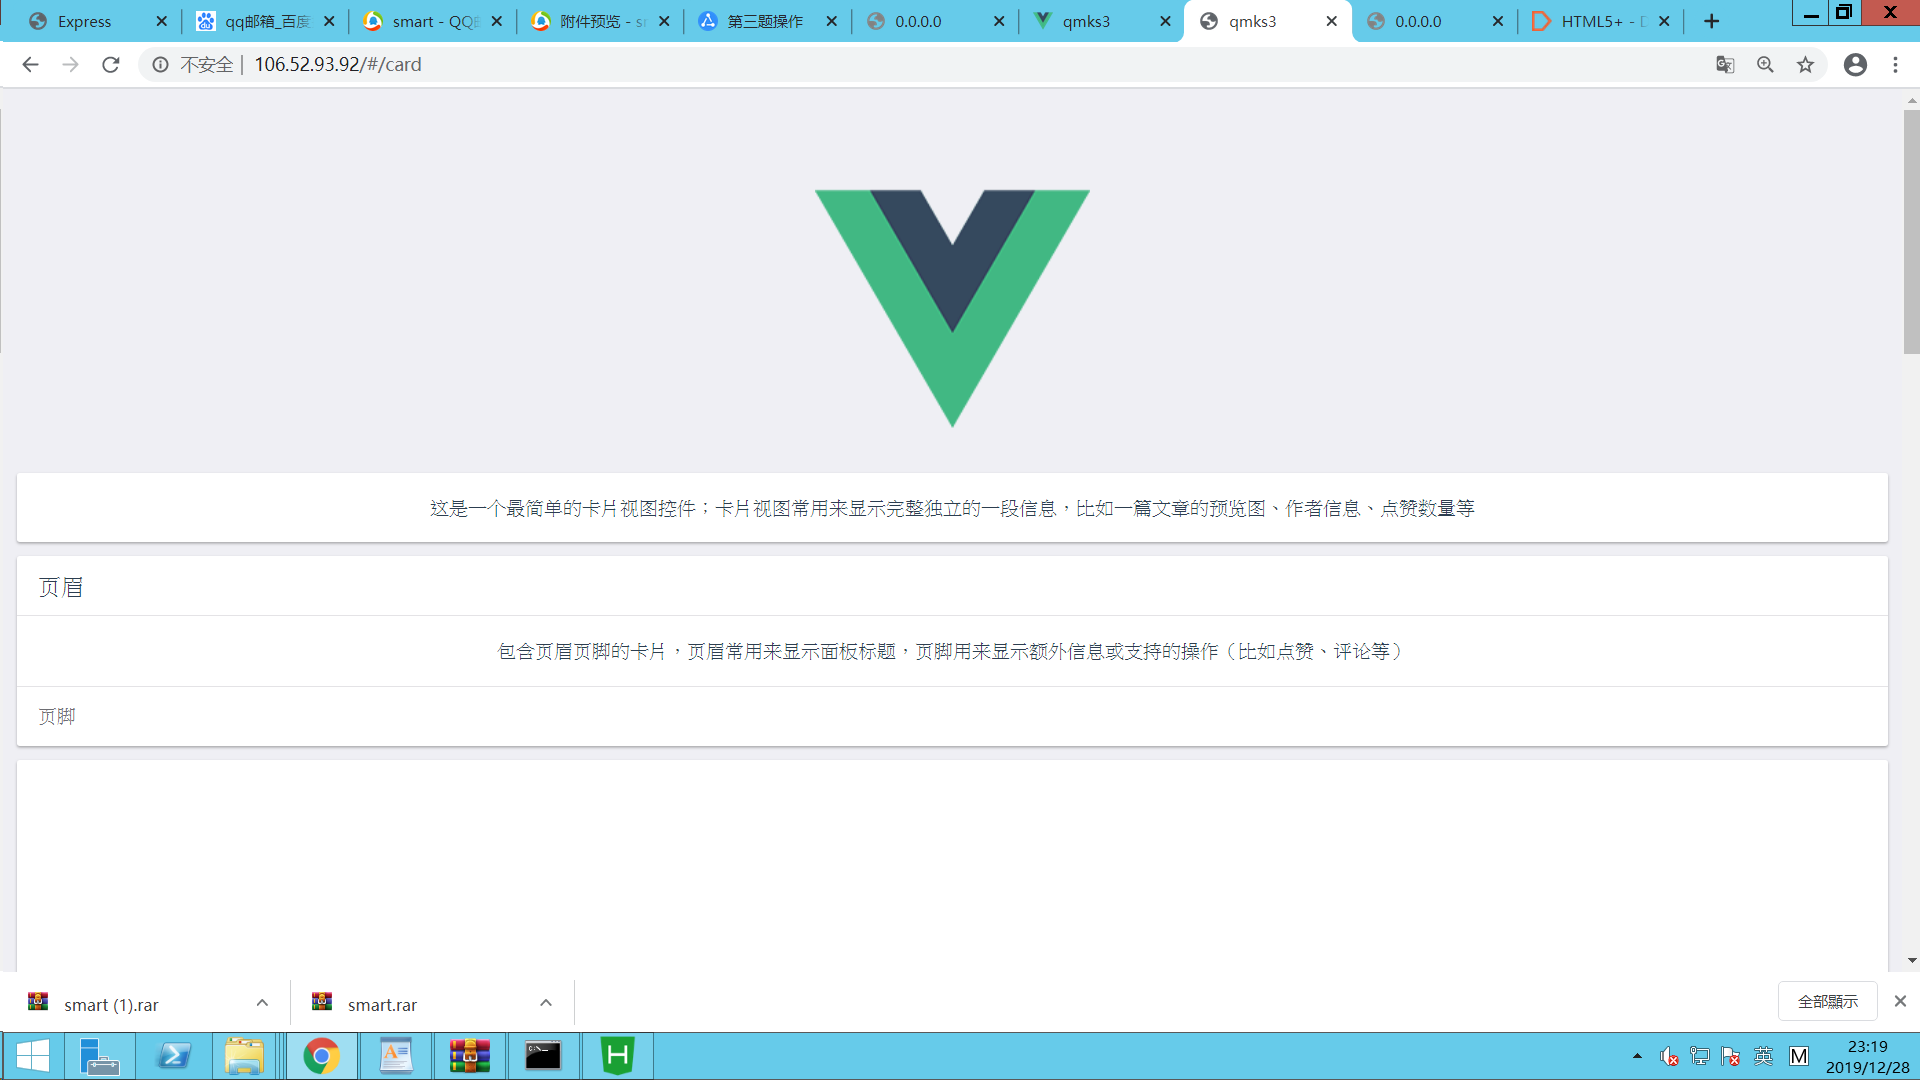 Express
qq邮箱_百度
smart - QQ
附件预览 - s
第三题操作
0.0.0.0
qmks3
qmks3
0.0.0.0
HTML5+ -
不安全 | 106.52.93.92/#/card
这是一个最简单的卡片视图控件；卡片视图常用来显示完整独立的一段信息，比如一篇文章的预览图、作者信息、点赞数量等
页眉
包含页眉页脚的卡片，页眉常用来显示面板标题，页脚用来显示额外信息或支持的操作（比如点赞、评论等）
页脚
smart (1).rar
smart.rar
全部顯示
英
M
23:19
2019/12/28